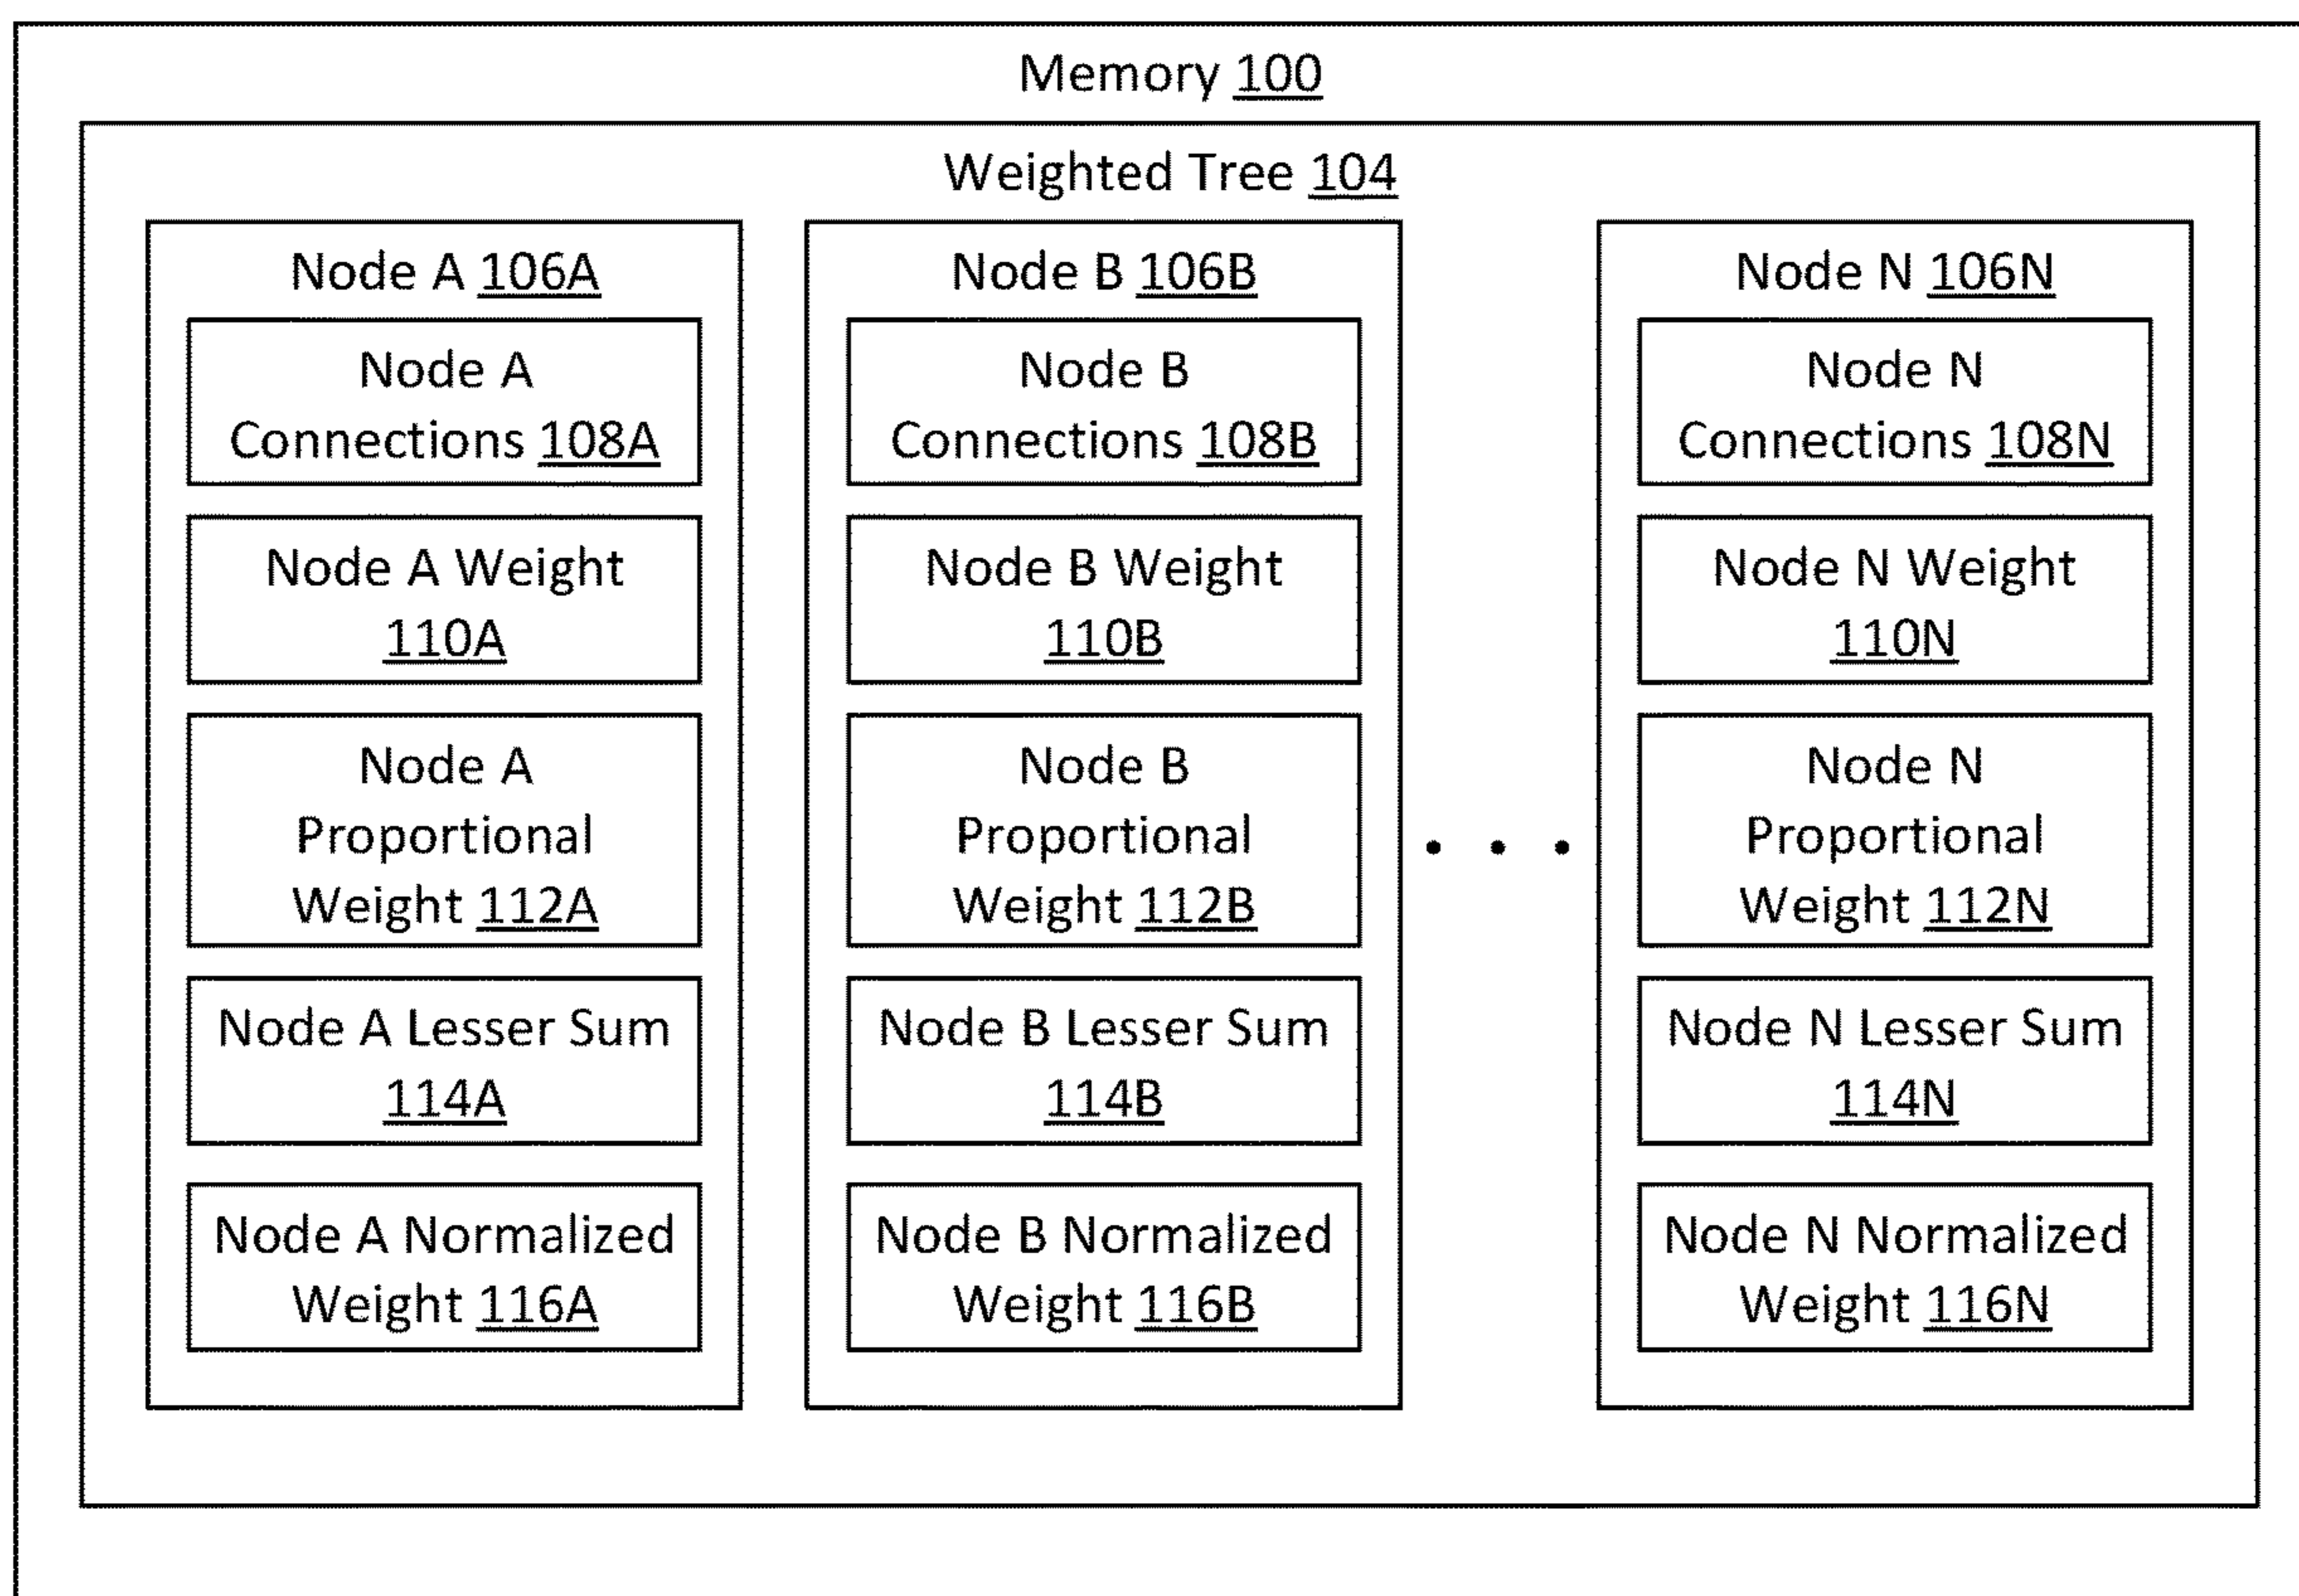 Memory 100
Weighted Tree 104
Node A 106A
Node A
Connections 108A
Node A Weight
110A
Node A
Proportional
Weight 112A
Node A Lesser Sum
114A
Node A Normalized
Weight 116A
Node B 106B
Node B
Connections 108B
Node B Weight
110B
Node B
Proportional
Weight 112B
Node B Lesser Sum
114B
Node B Normalized
Weight 116B
. . .
Node N 106N
Node N
Connections 108N
Node N Weight
110N
Node N
Proportional
Weight 112N
Node N Lesser Sum
114N
Node N Normalized
Weight 116N